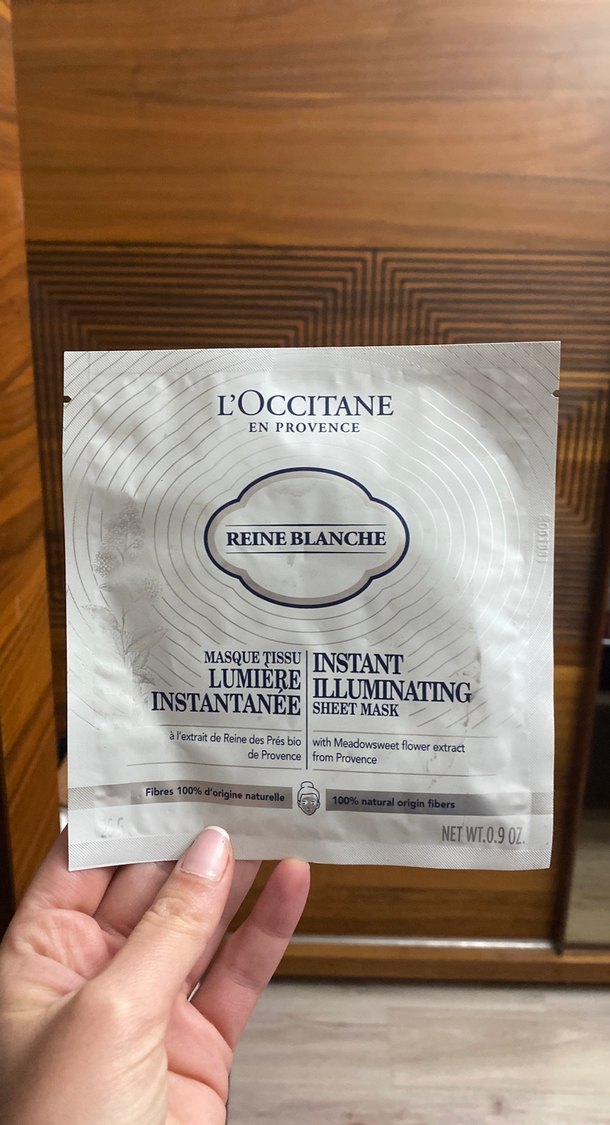 L'OCCITANE
EN PROVENCE
REINE BLANCHE
MASQUE TISSU
LUMIÈRE
INSTANTANÉE
à l'extrait de Reine des Prés bio
de Provence
INSTANT
ILLUMINATING
SHEET MASK
with Meadowsweet flower extract
from Provence
Fibres 100% d'origine naturelle
100% natural origin fibers
NET WT.0.9 OZ.